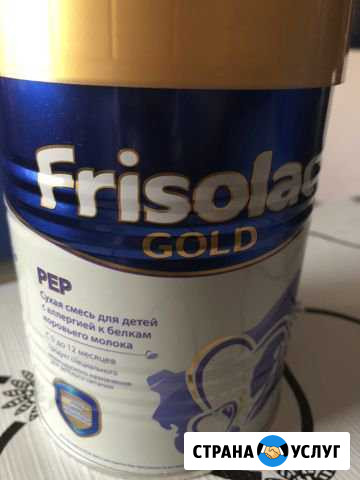 Frisolac
GOLD
PEP
Сухая смесь для детей
с аллергией к белкам
коровьего молока
с 0 до 12 месяцев
СТРАНА УСЛУГ